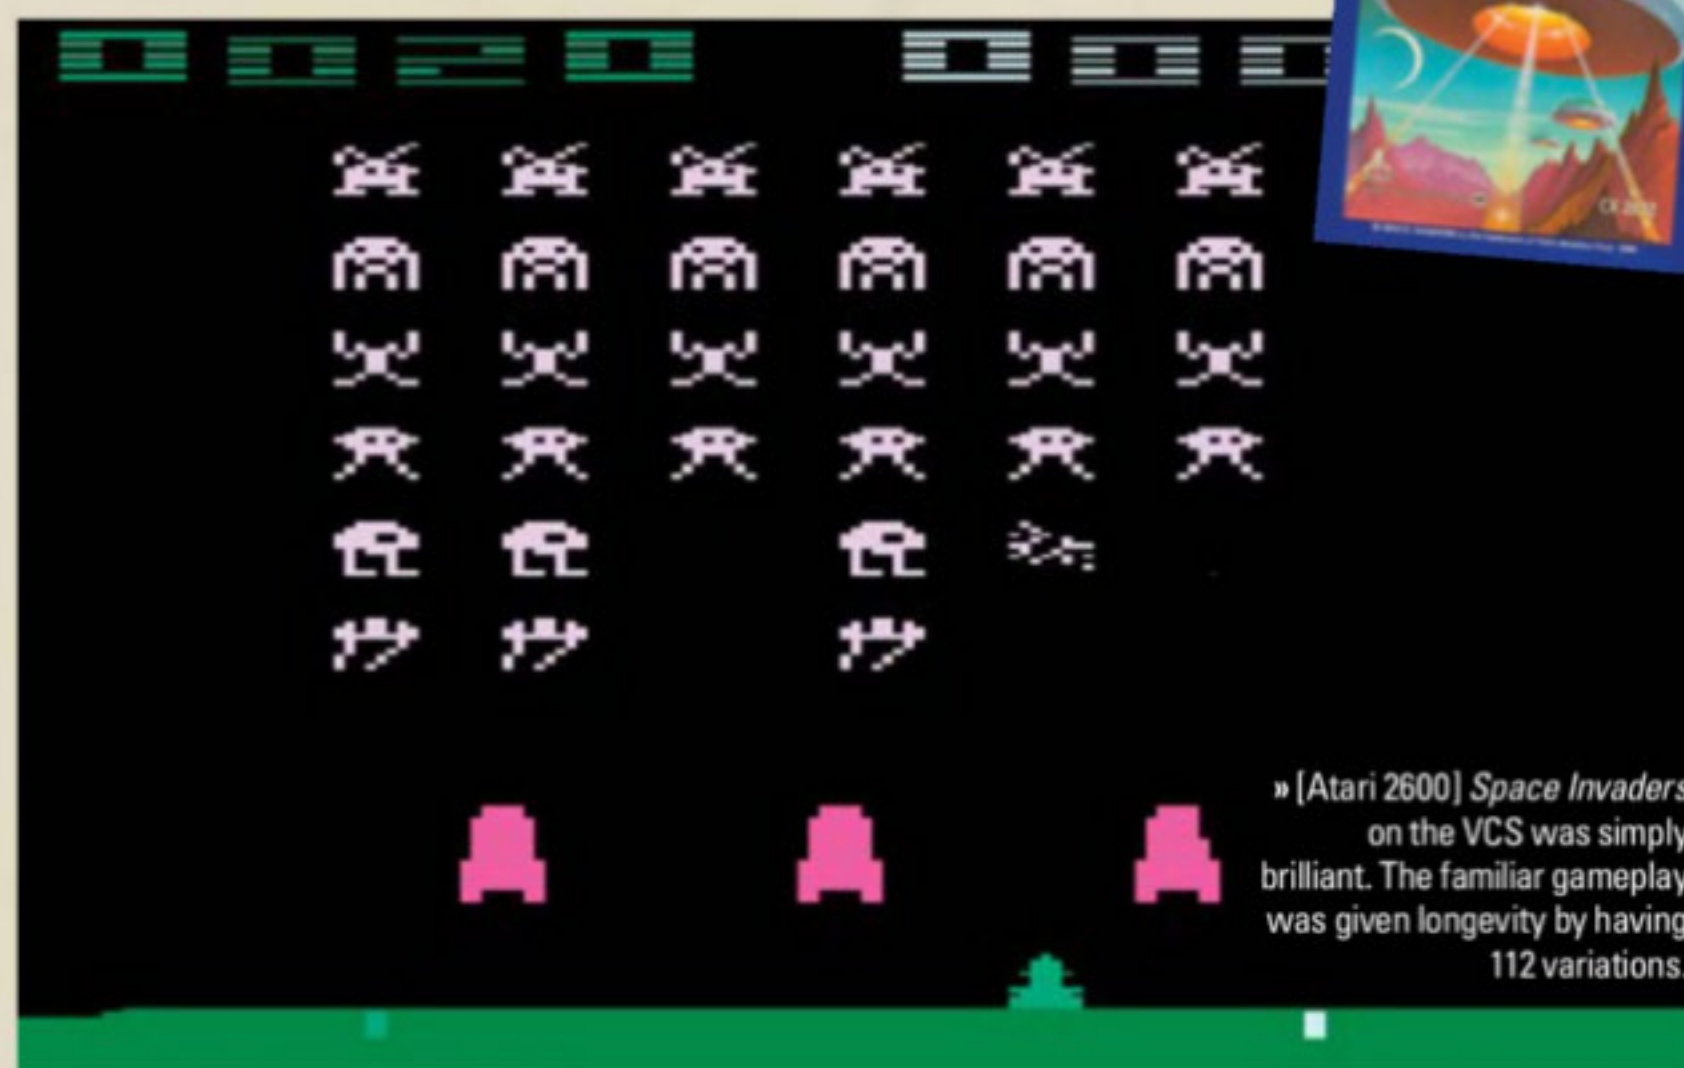 0020 000
» [Atari 2600] Space Invaders
on the VCS was simply
brilliant. The familiar gameplay
was given longevity by having
112 variations.